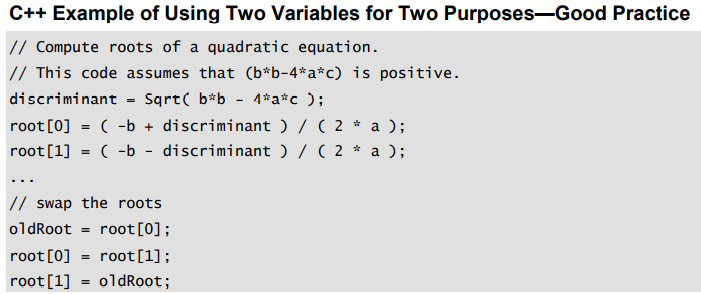 C++ Example of Using Two Variables for Two Purposes—Good Practice
// Compute roots of a quadratic equation.
// This code assumes that (b*b-4*a*c) is positive.
discriminant = Sqrt( b*b - 4*a*c );
root[0] = ( -b + discriminant ) / ( 2 * a );
root[1] = ( -b - discriminant ) / ( 2 * a );
...
// swap the roots
oldRoot = root[0];
root[0] = root[1];
root[1] = oldRoot;